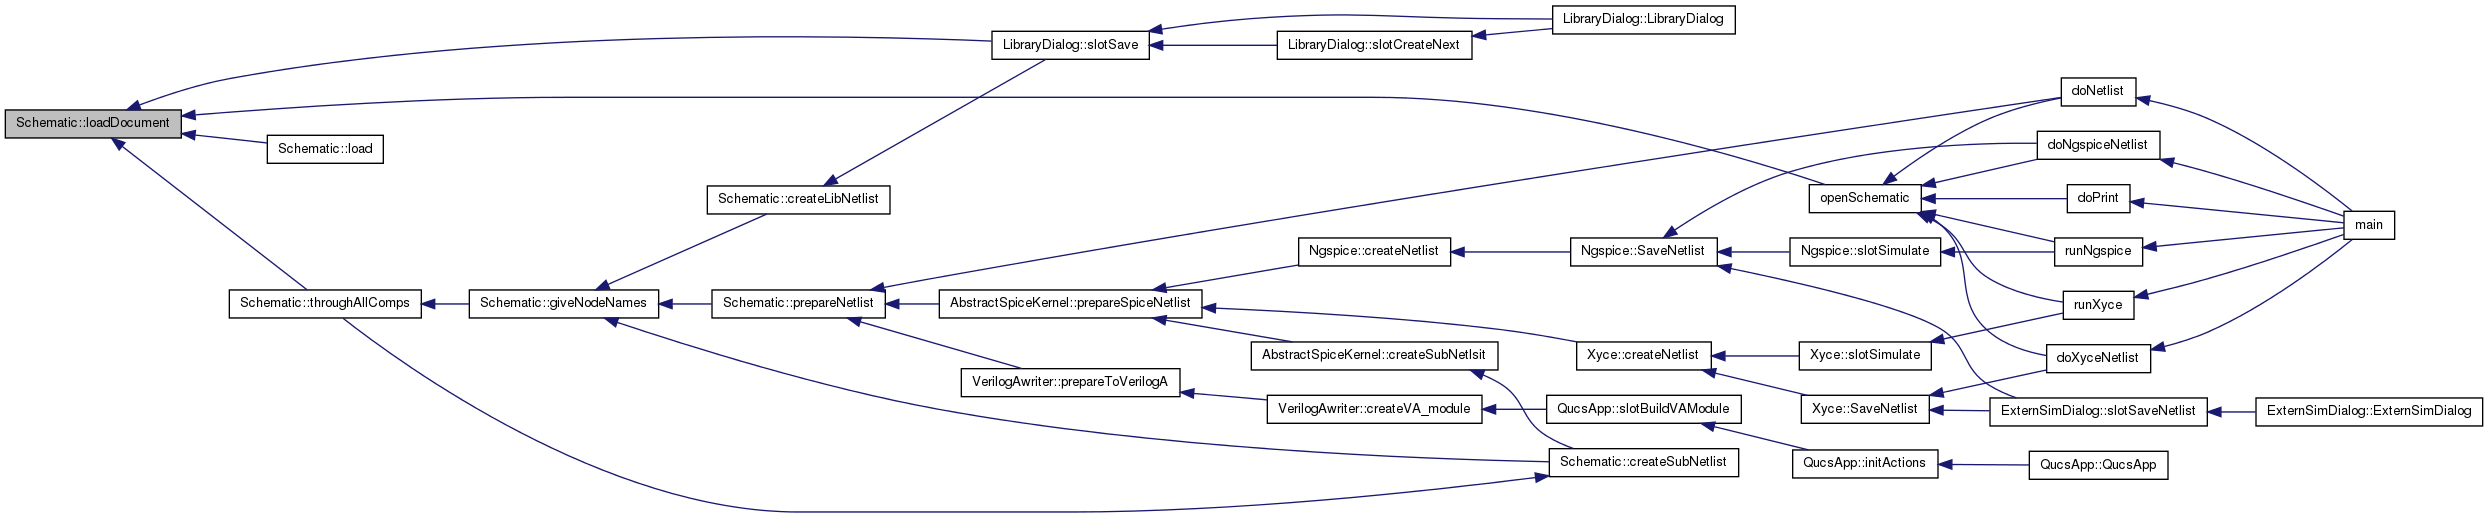 LibraryDialog::LibraryDialog
LibraryDialog::slotSave
LibraryDialog::slotCreateNext
doNetlist
Schematic::loadDocument
Schematic::load
doNgspiceNetlist
Schematic::createLibNetlist
openSchematic
doPrint
main
Ngspice::createNetlist
Ngspice::SaveNetlist
Ngspice::slotSimulate
runNgspice
Schematic::throughAllComps
Schematic::giveNodeNames
Schematic::prepareNetlist
AbstractSpiceKernel::prepareSpiceNetlist
runXyce
AbstractSpiceKernel::createSubNetlsit
Xyce::createNetlist
Xyce::slotSimulate
doXyceNetlist
VerilogAwriter::prepareToVerilogA
VerilogAwriter::createVA_module
QucsApp::slotBuildVAModule
Xyce::SaveNetlist
ExternSimDialog::slotSaveNetlist
ExternSimDialog::ExternSimDialog
Schematic::createSubNetlist
QucsApp::initActions
QucsApp::QucsApp